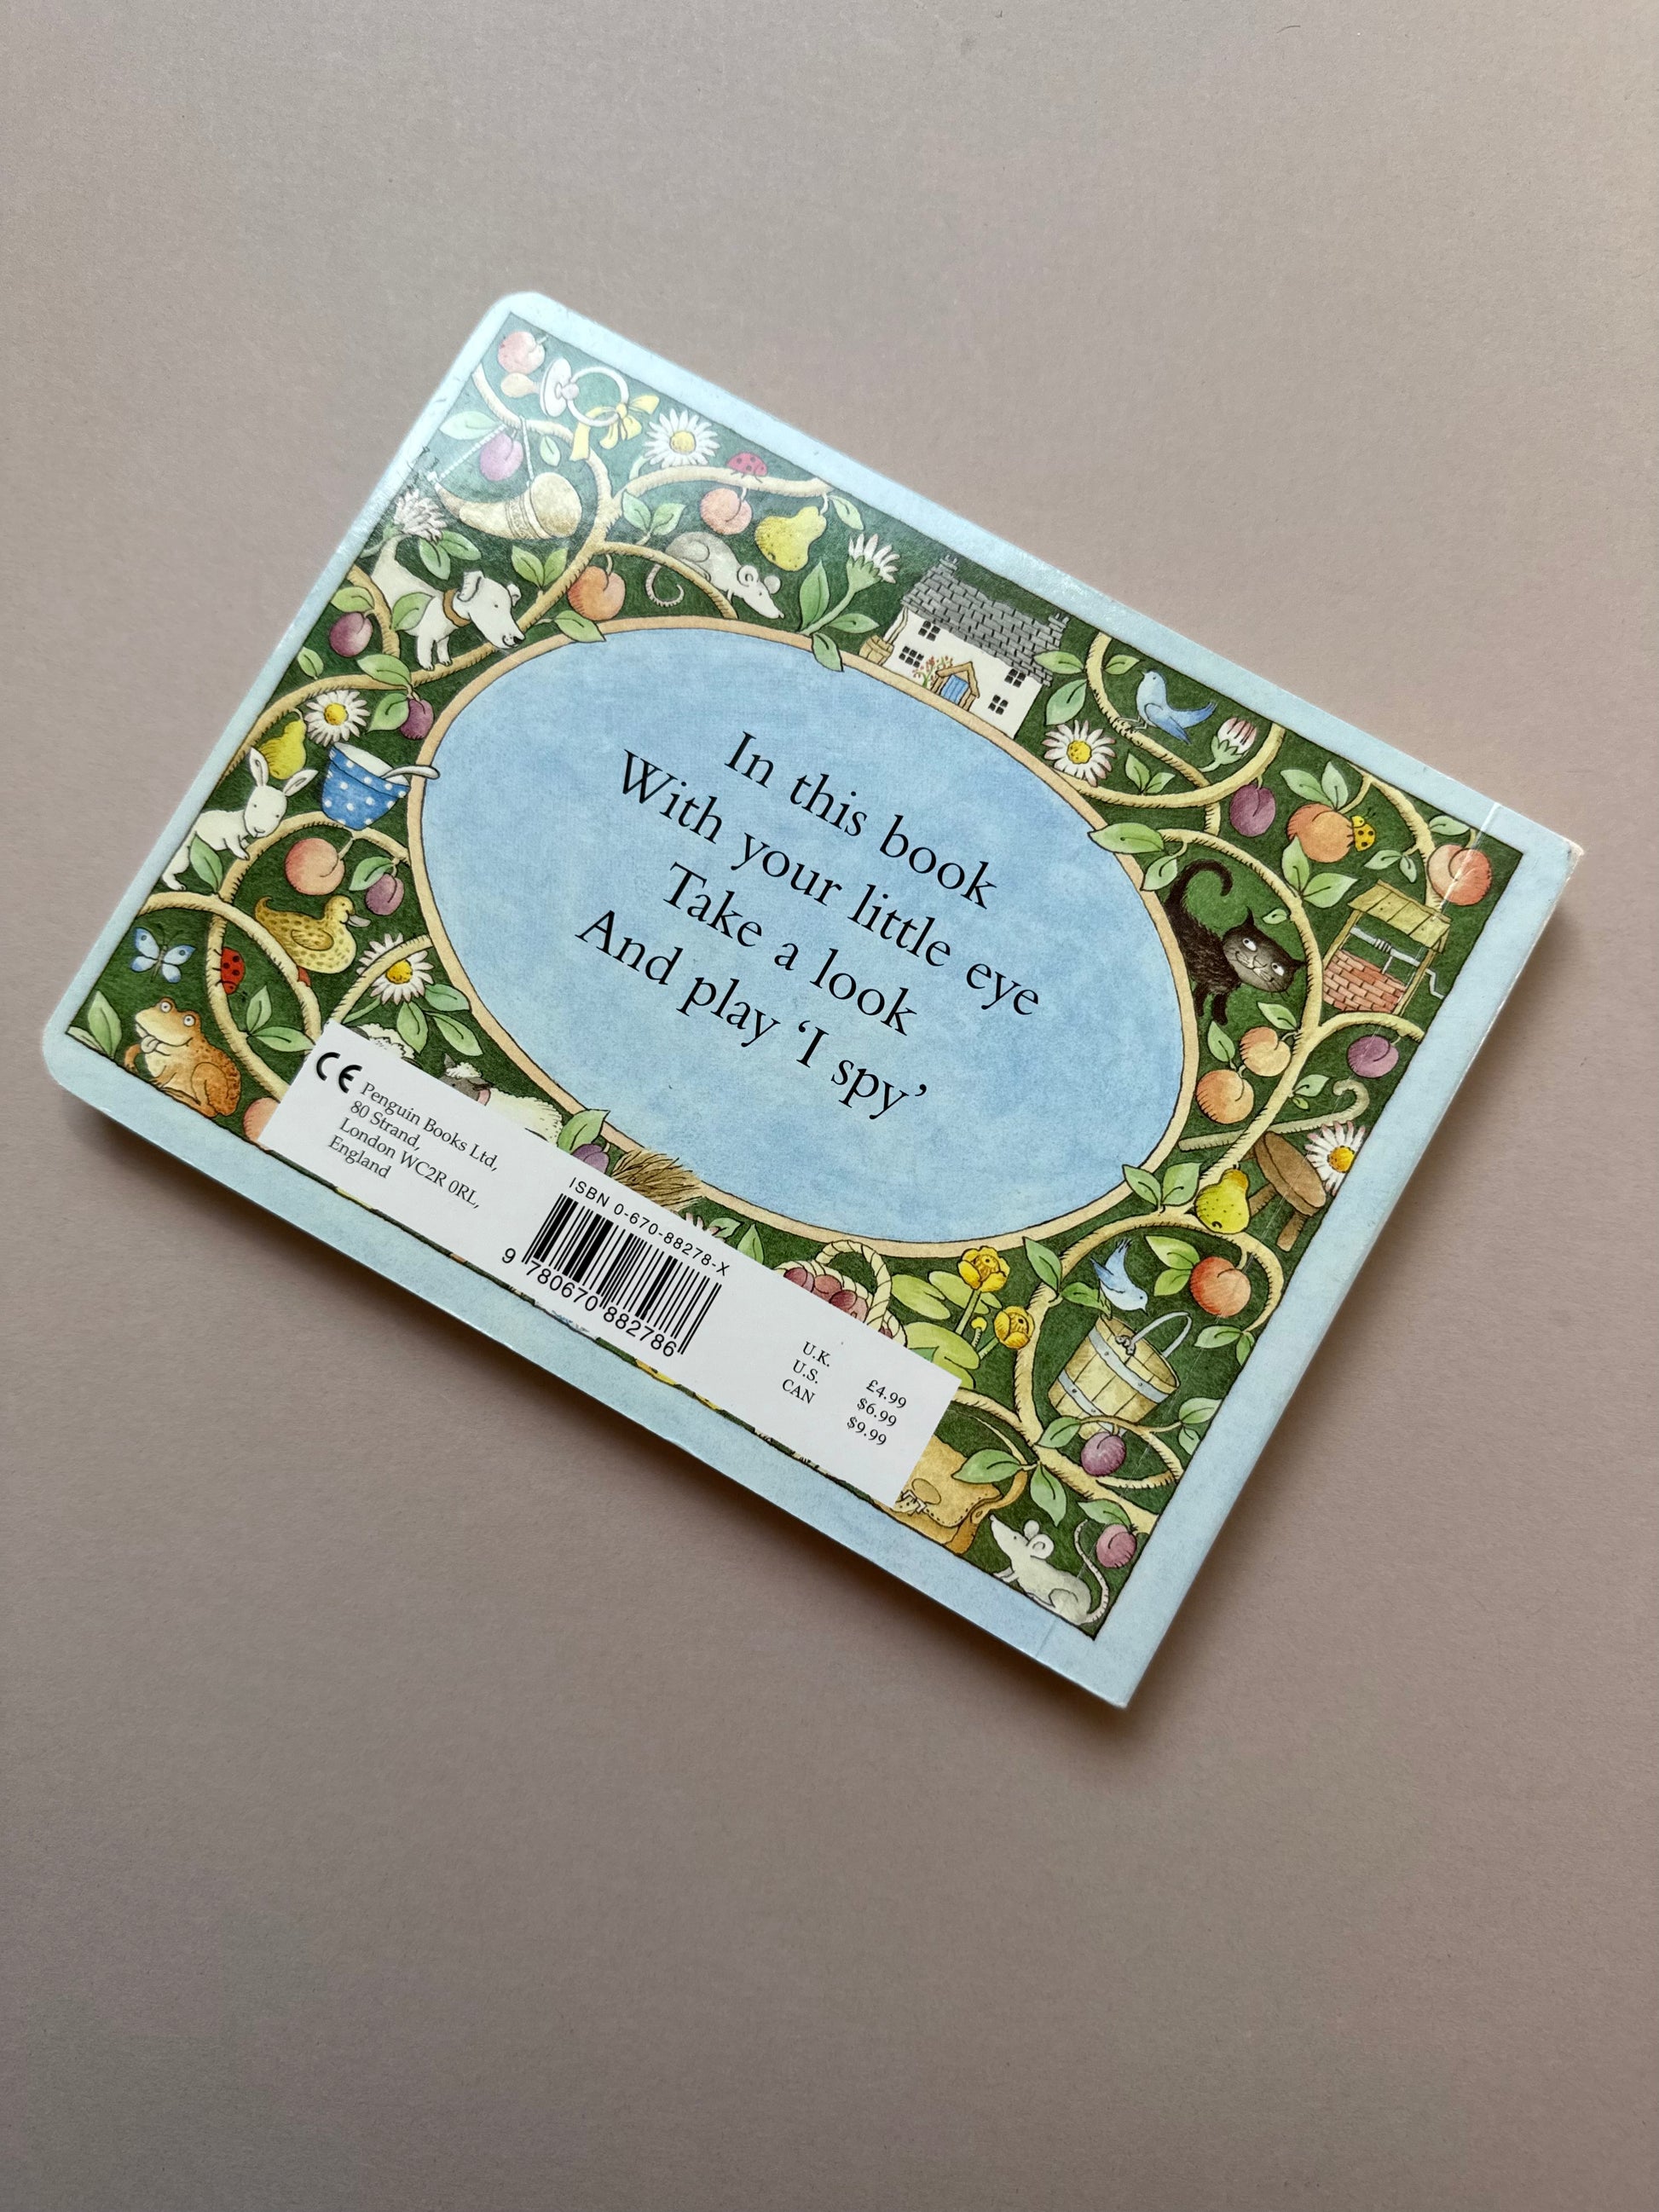 In this book
With your little eye
Take a look
And play ‘I spy’
CE Penguin Books Ltd,
80 Strand,
London WC2R 0RL,
England
ISBN 0-670-88278-X
9 780670 882786
U.K. £4.99
U.S. $6.99
CAN $9.99